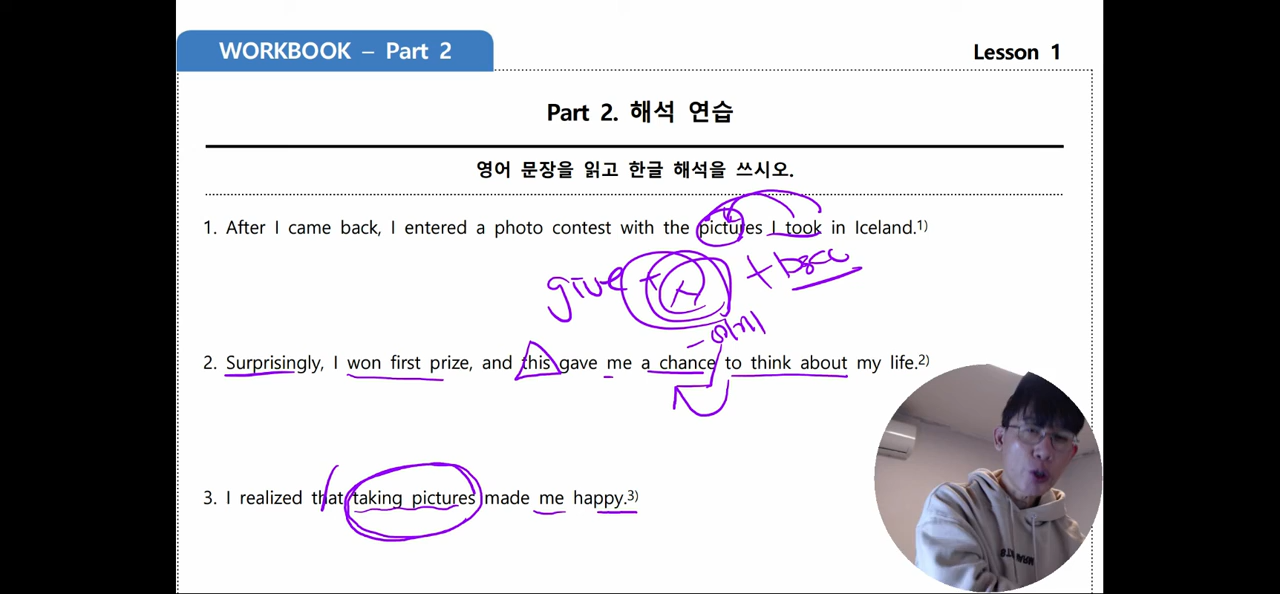 WORKBOOK – Part 2
Lesson 1
Part 2. 해석 연습
영어 문장을 읽고 한글 해석을 쓰시오.
1. After I came back, I entered a photo contest with the pictures I took in Iceland.1)
give +
2. Surprisingly, I won first prize, and this gave me a chance to think about my life.2)
3. I realized that taking pictures made me happy.3)